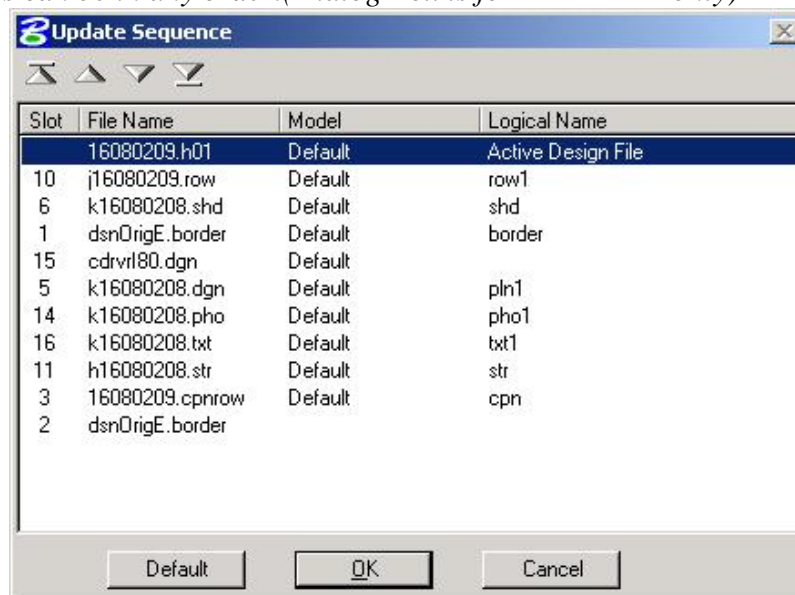 Update Sequence
Slot File Name Model Logical Name
16080209.h01 Default Active Design File
10 j16080209.row Default row1
6 k16080208.shd Default shd
1 dsnOrigE.border Default border
15 cdrvrl80.dgn Default
5 k16080208.dgn Default pln1
14 k16080208.pho Default pho1
16 k16080208.txt Default txt1
11 h16080208.str Default str
3 16080209.cpnrow Default cpn
2 dsnOrigE.border
Default OK Cancel